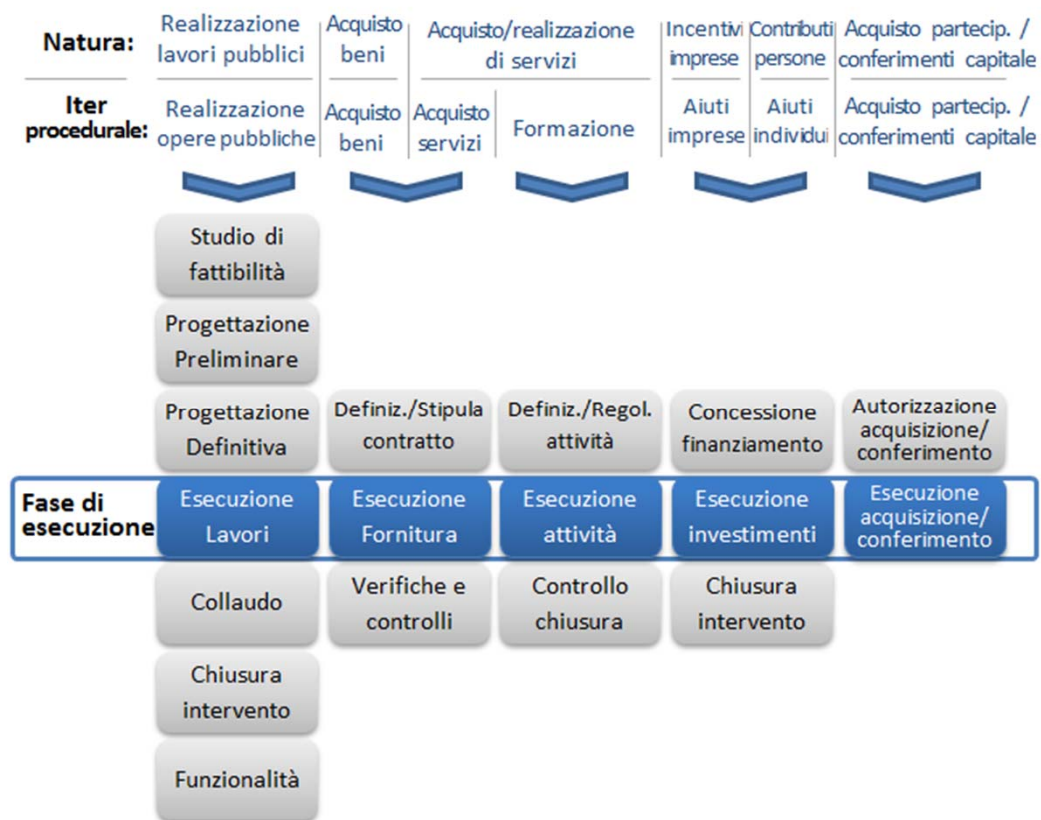 Natura:
Realizzazione
lavori pubblici
Acquisto
beni
Acquisto/realizzazione
di servizi
Incentivi
imprese
Contributi
persone
Acquisto partecip. /
conferimenti capitale
Iter
procedurale:
Realizzazione
opere pubbliche
Acquisto
beni
Acquisto
servizi
Formazione
Aiuti
imprese
Aiuti
individui
Acquisto partecip. /
conferimenti capitale
Studio di
fattibilità
Progettazione
Preliminare
Progettazione
Definitiva
Definiz./Stipula
contratto
Definiz./Regol.
attività
Concessione
finanziamento
Autorizzazione
acquisizione/
conferimento
Fase di
esecuzione
Esecuzione
Lavori
Esecuzione
Fornitura
Esecuzione
attività
Esecuzione
investimenti
Esecuzione
acquisizione/
conferimento
Collaudo
Verifiche e
controlli
Controllo
chiusura
Chiusura
intervento
Chiusura
intervento
Funzionalità